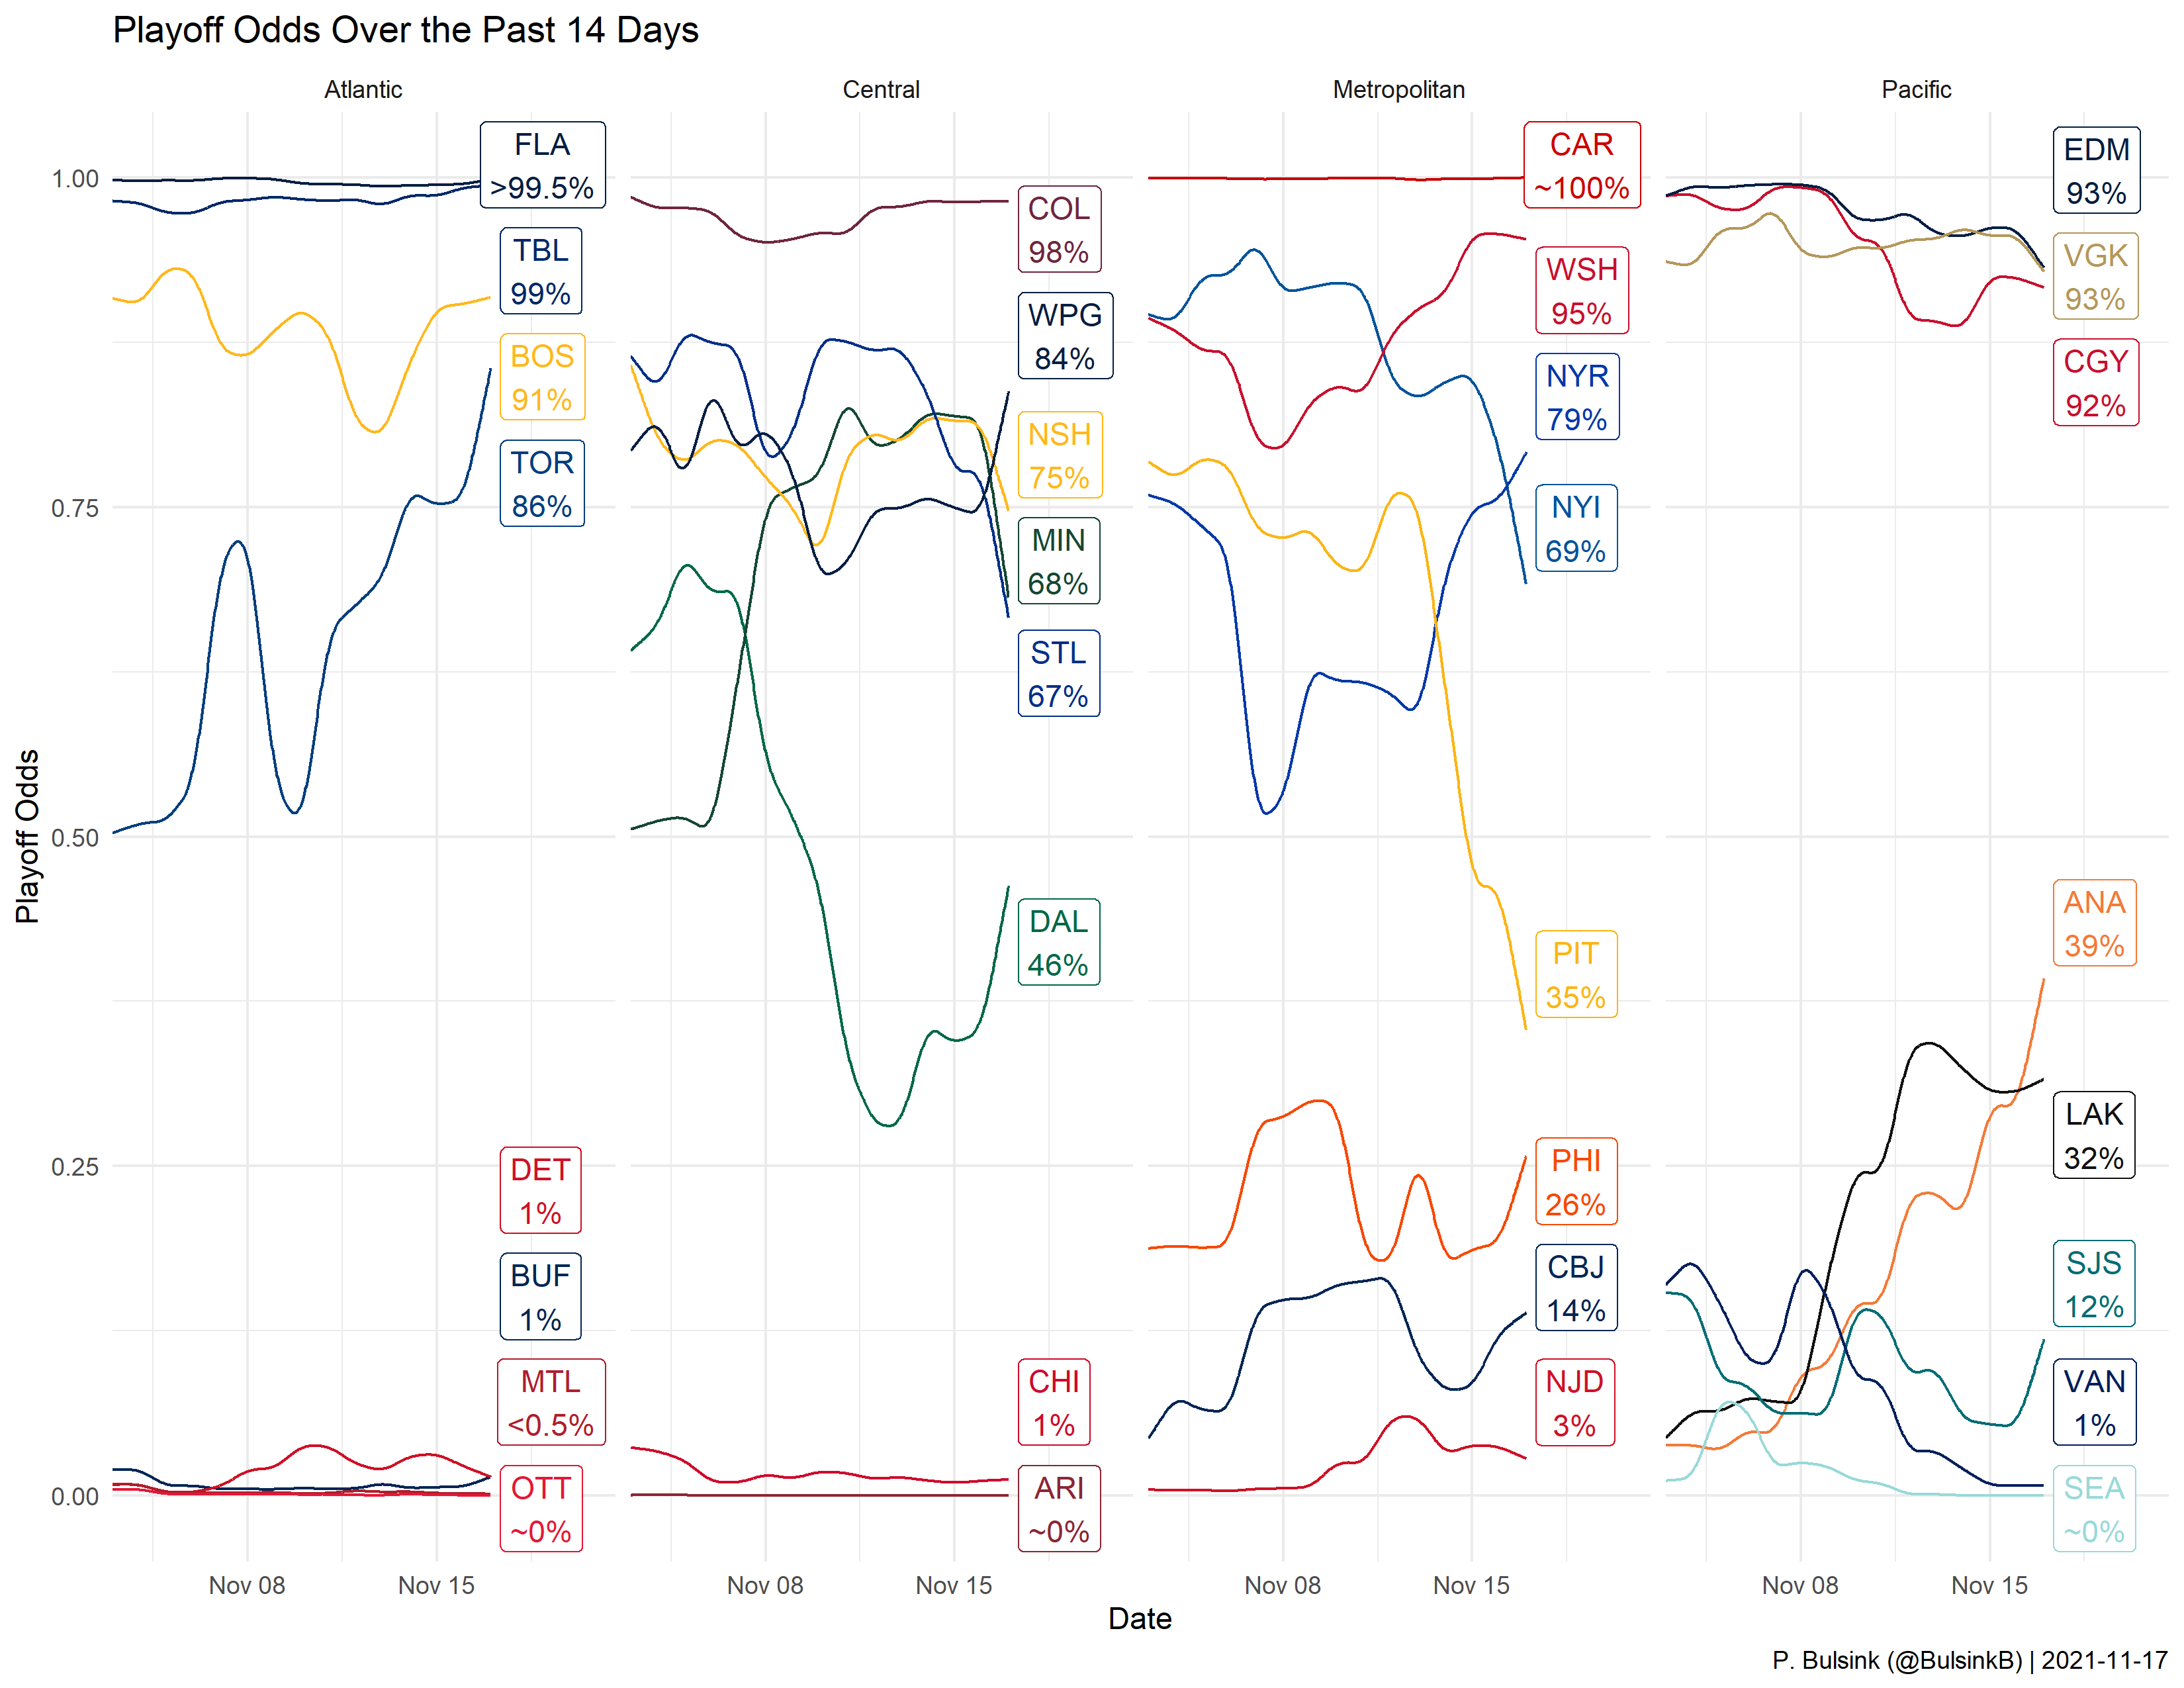 Playoff Odds Over the Past 14 Days
Atlantic
Central
Metropolitan
Pacific
Playoff Odds
1.00
0.75
0.50
0.25
0.00
FLA
>99.5%
TBL
99%
BOS
91%
TOR
86%
DET
1%
BUF
1%
MTL
<0.5%
OTT
~0%
COL
98%
WPG
84%
NSH
75%
MIN
68%
STL
67%
DAL
46%
CHI
1%
ARI
~0%
CAR
~100%
WSH
95%
NYR
79%
NYI
69%
PIT
35%
PHI
26%
CBJ
14%
NJD
3%
EDM
93%
VGK
93%
CGY
92%
ANA
39%
LAK
32%
SJS
12%
VAN
1%
SEA
~0%
Nov 08
Nov 15
Nov 08
Nov 15
Nov 08
Nov 15
Nov 08
Nov 15
Date
P. Bulsink (@BulsinkB) | 2021-11-17